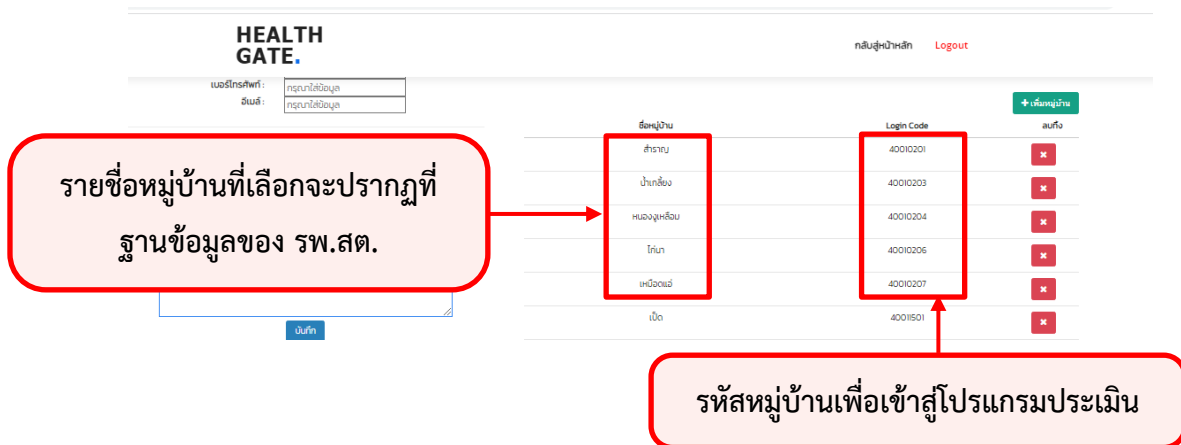 HEALTH
GATE.
กลับสู่หน้าหลัก Logout
เบอร์โทรศัพท์ : กรุณาใส่ข้อมูล
อีเมล์ : กรุณาใส่ข้อมูล
+ เพิ่มหมู่บ้าน
ชื่อหมู่บ้าน Login Code ลบทิ้ง
สำราญ 40010201
น้ำเกลี้ยง 40010203
หนองงูเหลือม 40010204
ไก่นา 40010206
เหมือดแอ่ 40010207
เป็ด 40011501
รายชื่อหมู่บ้านที่เลือกจะปรากฏที่
ฐานข้อมูลของ รพ.สต.
บันทึก
รหัสหมู่บ้านเพื่อเข้าสู่โปรแกรมประเมิน